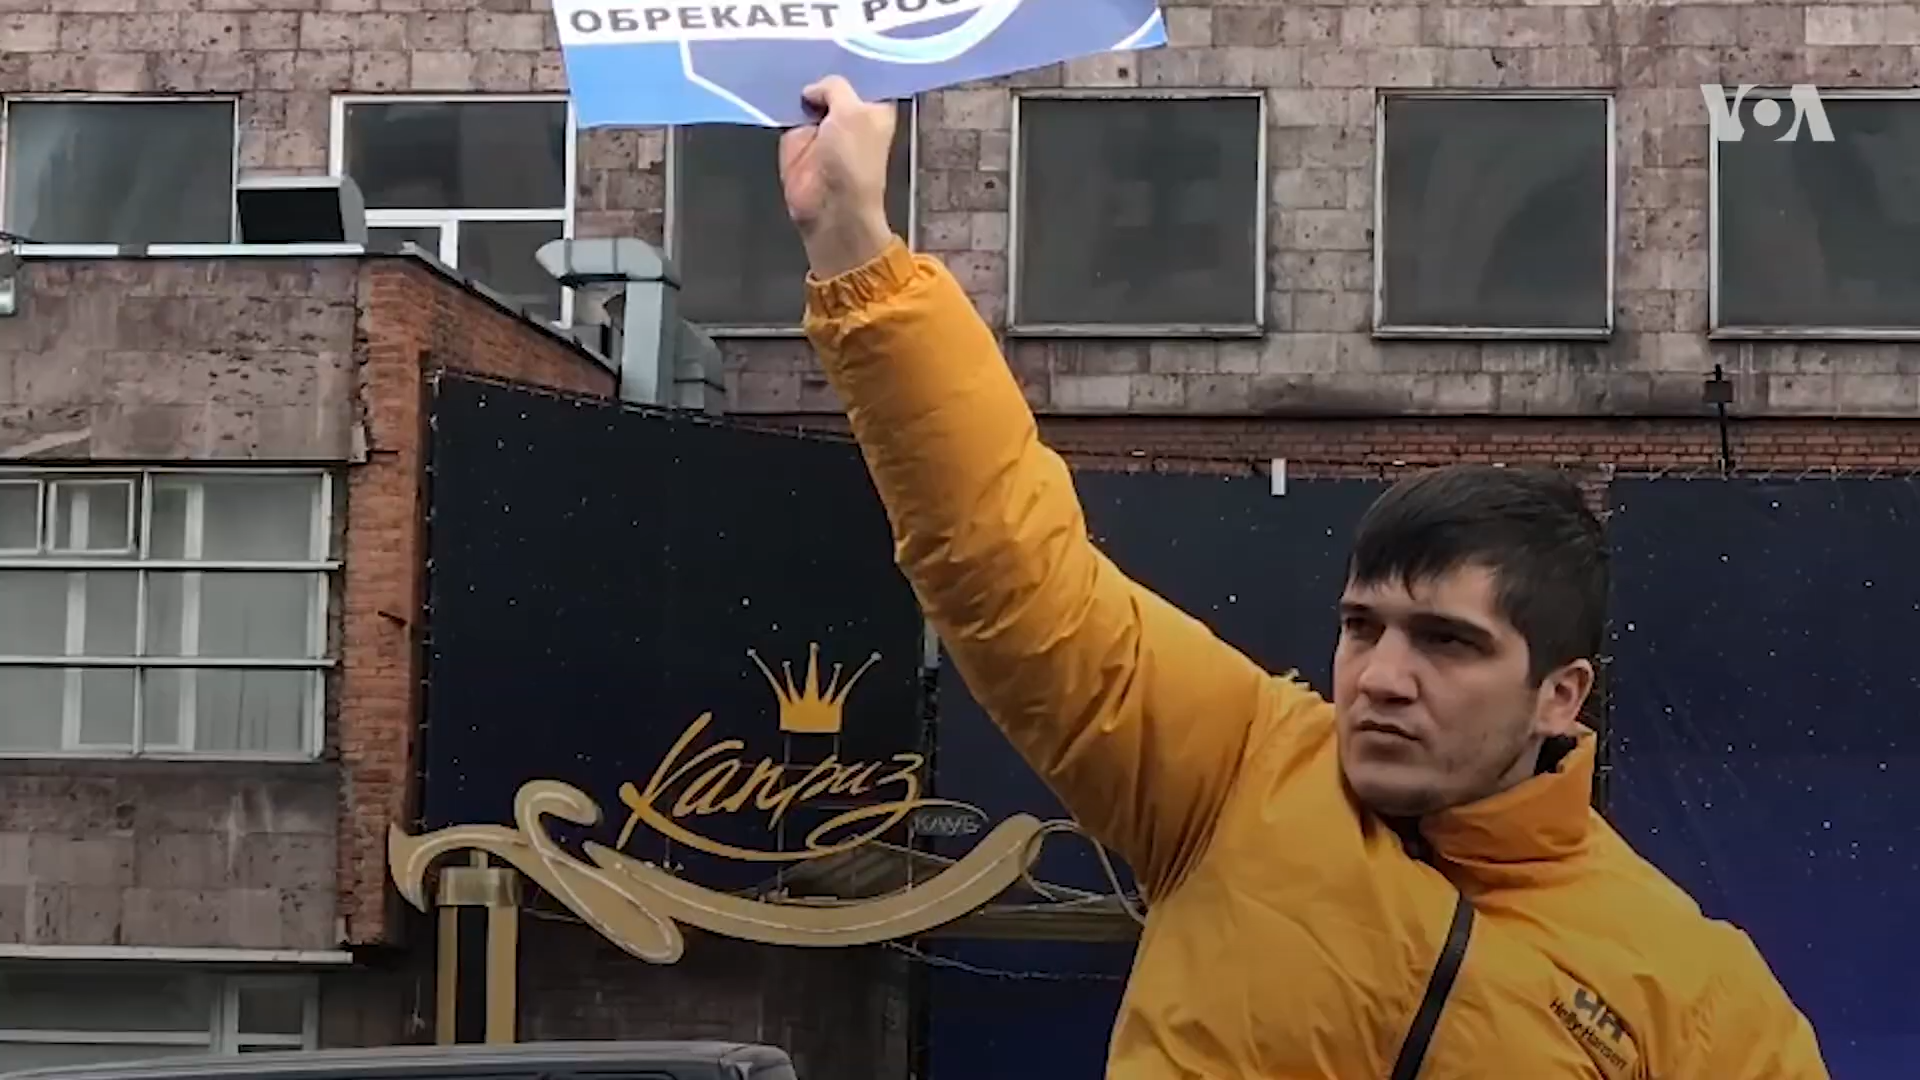 ОБРЕКАЕТ
VOA
Каприз
КЛУБ
HH
Helly Hansen